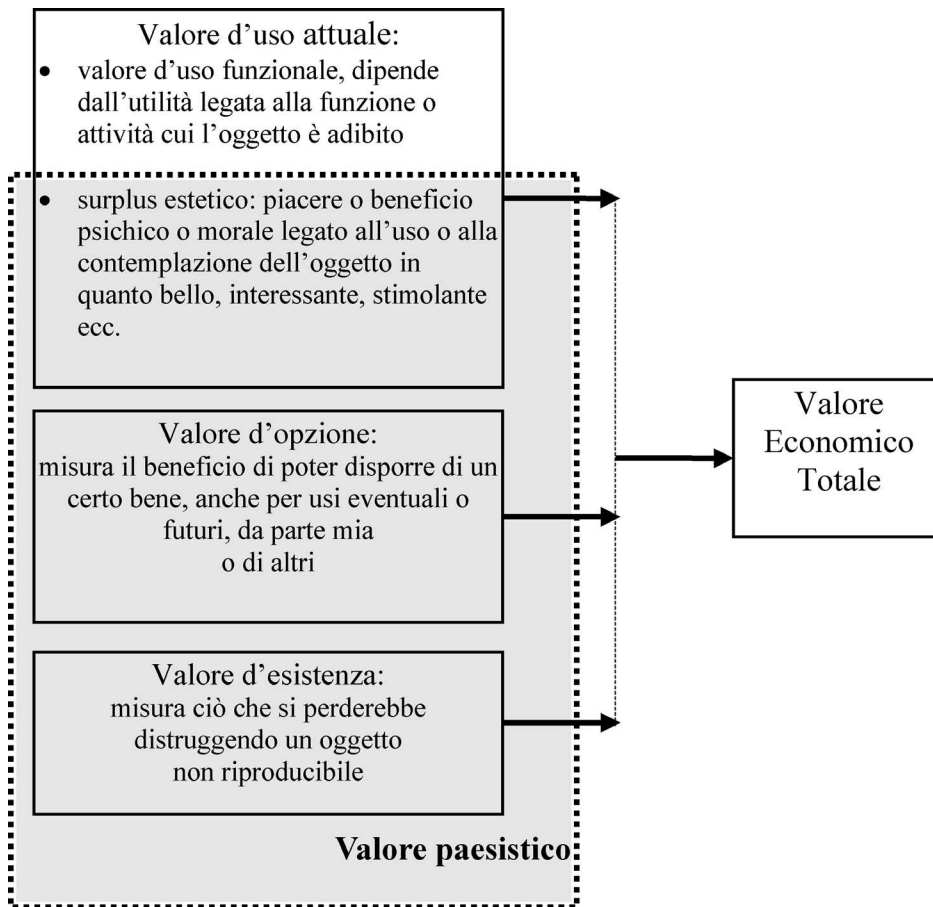 Valore d’uso attuale:
• valore d’uso funzionale, dipende
dall’utilità legata alla funzione o
attività cui l’oggetto è adibito
• surplus estetico: piacere o beneficio
psichico o morale legato all’uso o alla
contemplazione dell’oggetto in
quanto bello, interessante, stimolante
ecc.
Valore d’opzione:
misura il beneficio di poter disporre di un
certo bene, anche per usi eventuali o
futuri, da parte mia
o di altri
Valore d’esistenza:
misura ciò che si perderebbe
distruggendo un oggetto
non riproducibile
Valore paesistico
Valore
Economico
Totale